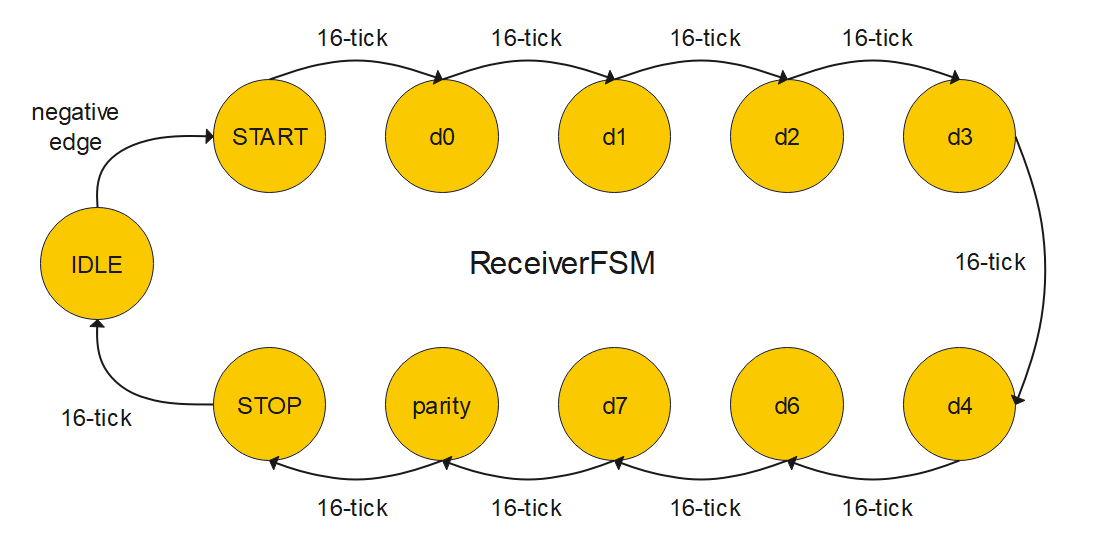 16-tick
16-tick
16-tick
16-tick
negative
edge
START
d0
d1
d2
d3
IDLE
ReceiverFSM
16-tick
STOP
parity
d7
d6
d4
16-tick
16-tick
16-tick
16-tick
16-tick